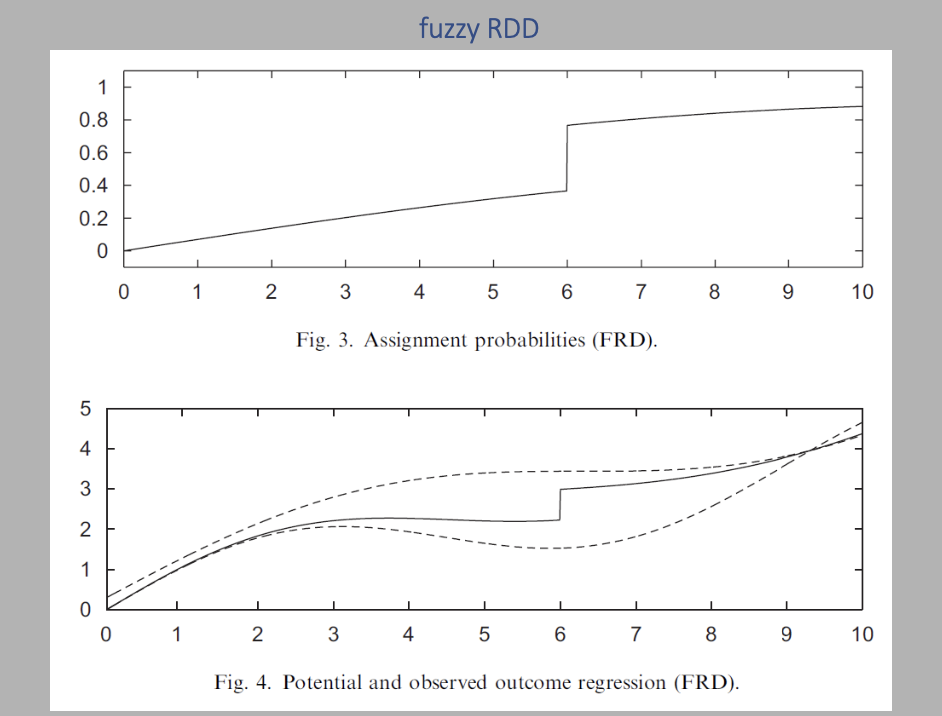 fuzzy RDD
1
0.8
0.6
0.4
0.2
0
0 1 2 3 4 5 6 7 8 9 10
Fig. 3. Assignment probabilities (FRD).
5
4
3
2
1
0
0 1 2 3 4 5 6 7 8 9 10
Fig. 4. Potential and observed outcome regression (FRD).